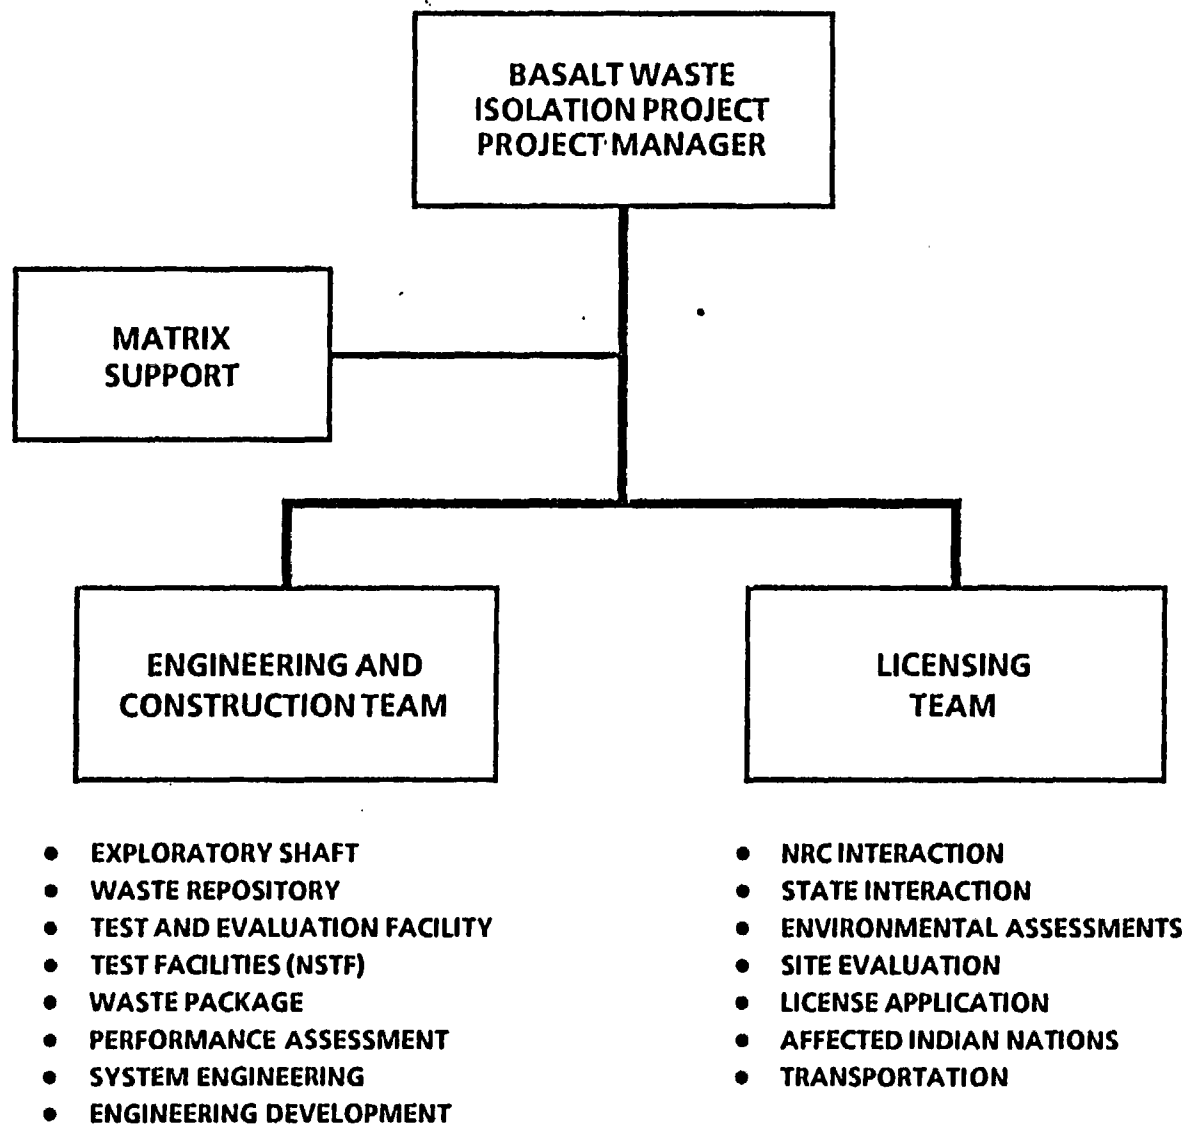 BASALT WASTE
ISOLATION PROJECT
PROJECT MANAGER
MATRIX
SUPPORT
ENGINEERING AND
CONSTRUCTION TEAM
LICENSING
TEAM
• EXPLORATORY SHAFT
• WASTE REPOSITORY
• TEST AND EVALUATION FACILITY
• TEST FACILITIES (NSTF)
• WASTE PACKAGE
• PERFORMANCE ASSESSMENT
• SYSTEM ENGINEERING
• ENGINEERING DEVELOPMENT
• NRC INTERACTION
• STATE INTERACTION
• ENVIRONMENTAL ASSESSMENTS
• SITE EVALUATION
• LICENSE APPLICATION
• AFFECTED INDIAN NATIONS
• TRANSPORTATION